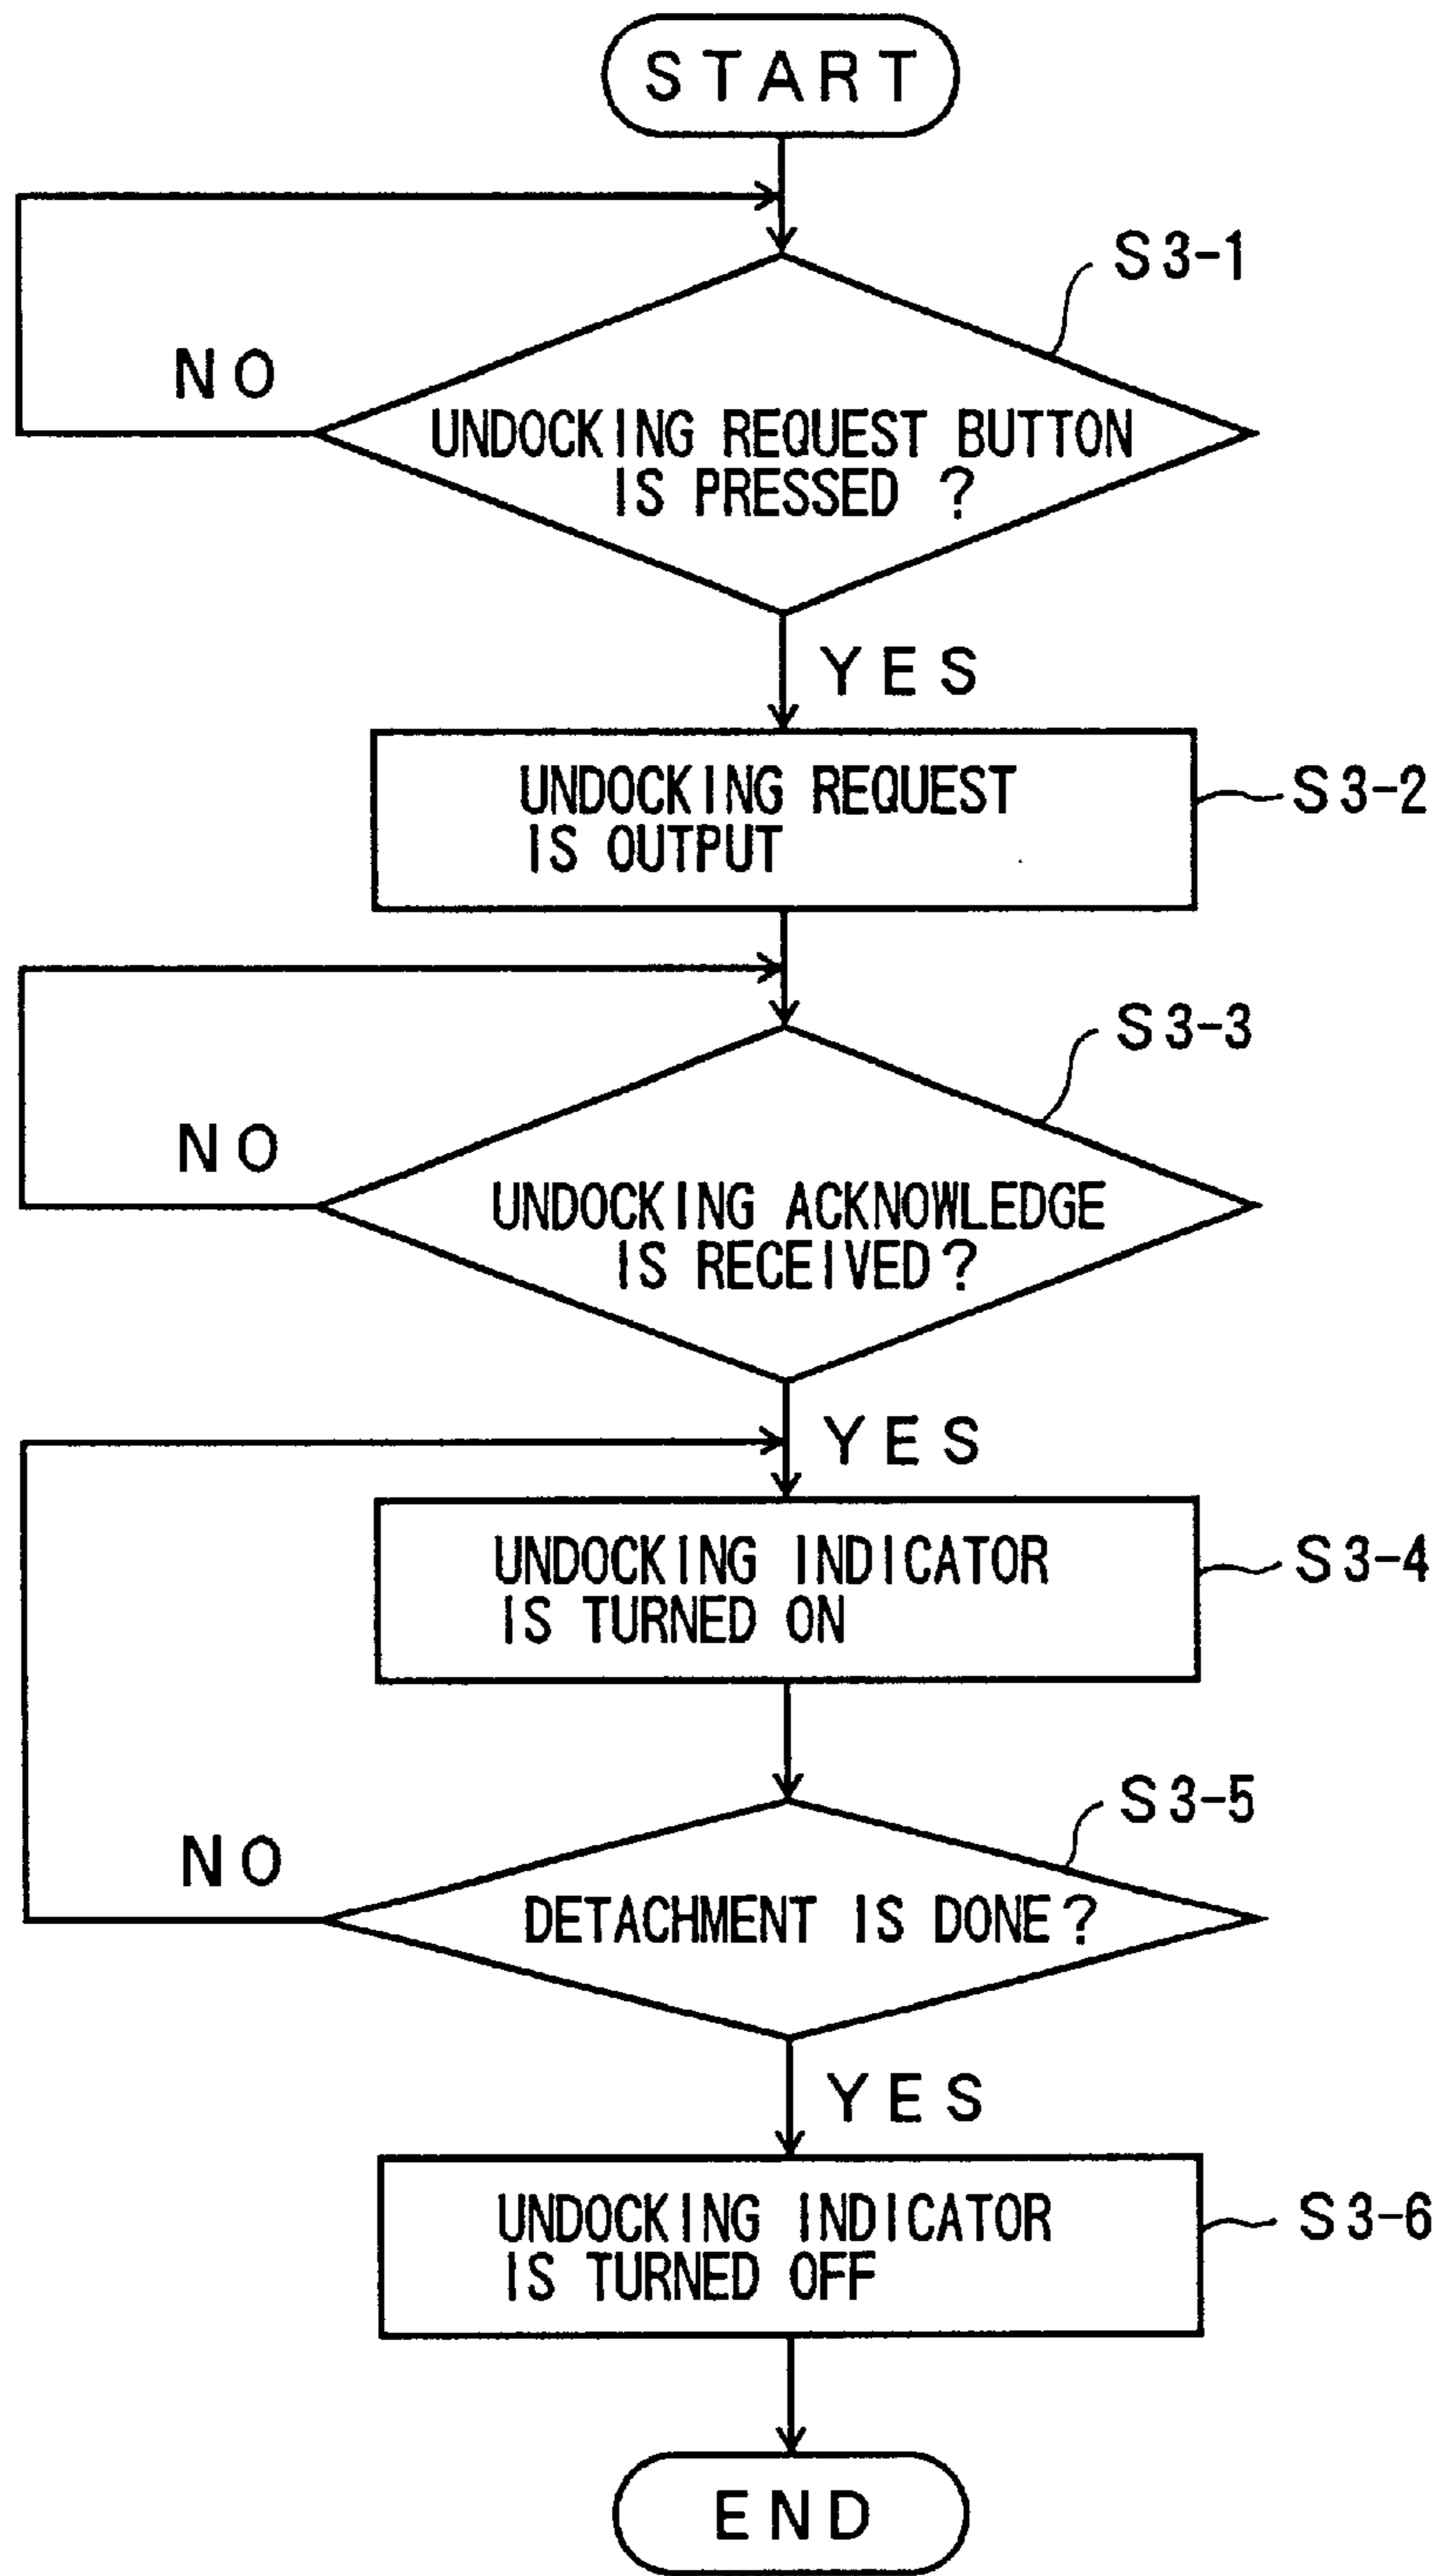 START
S3-1
NO
UNDOCKING REQUEST BUTTON
IS PRESSED ?
YES
UNDOCKING REQUEST
IS OUTPUT
S3-2
S3-3
NO
UNDOCKING ACKNOWLEDGE
IS RECEIVED?
YES
UNDOCKING INDICATOR
IS TURNED ON
S3-4
S3-5
NO
DETACHMENT IS DONE?
YES
UNDOCKING INDICATOR
IS TURNED OFF
S3-6
END